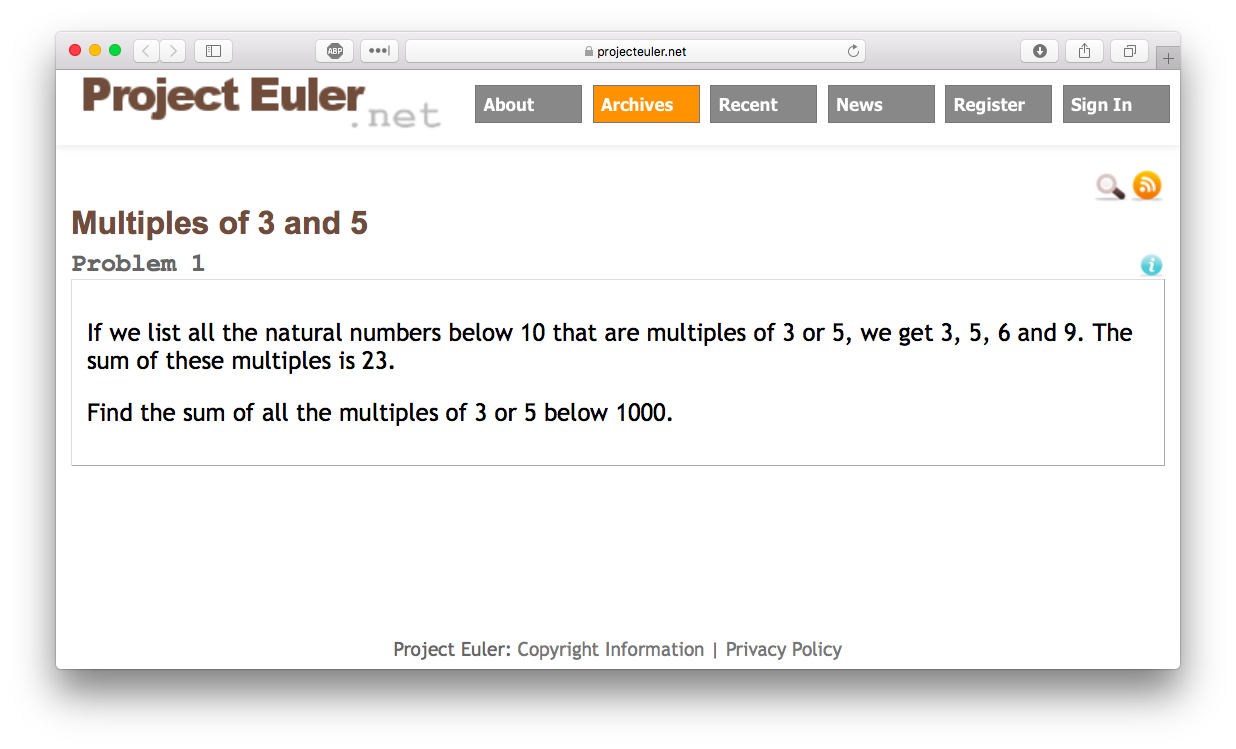 ABP
projecteuler.net
Project Euler
.net
About
Archives
Recent
News
Register
Sign In
Multiples of 3 and 5
Problem 1
i
If we list all the natural numbers below 10 that are multiples of 3 or 5, we get 3, 5, 6 and 9. The
sum of these multiples is 23.
Find the sum of all the multiples of 3 or 5 below 1000.
Project Euler: Copyright Information | Privacy Policy